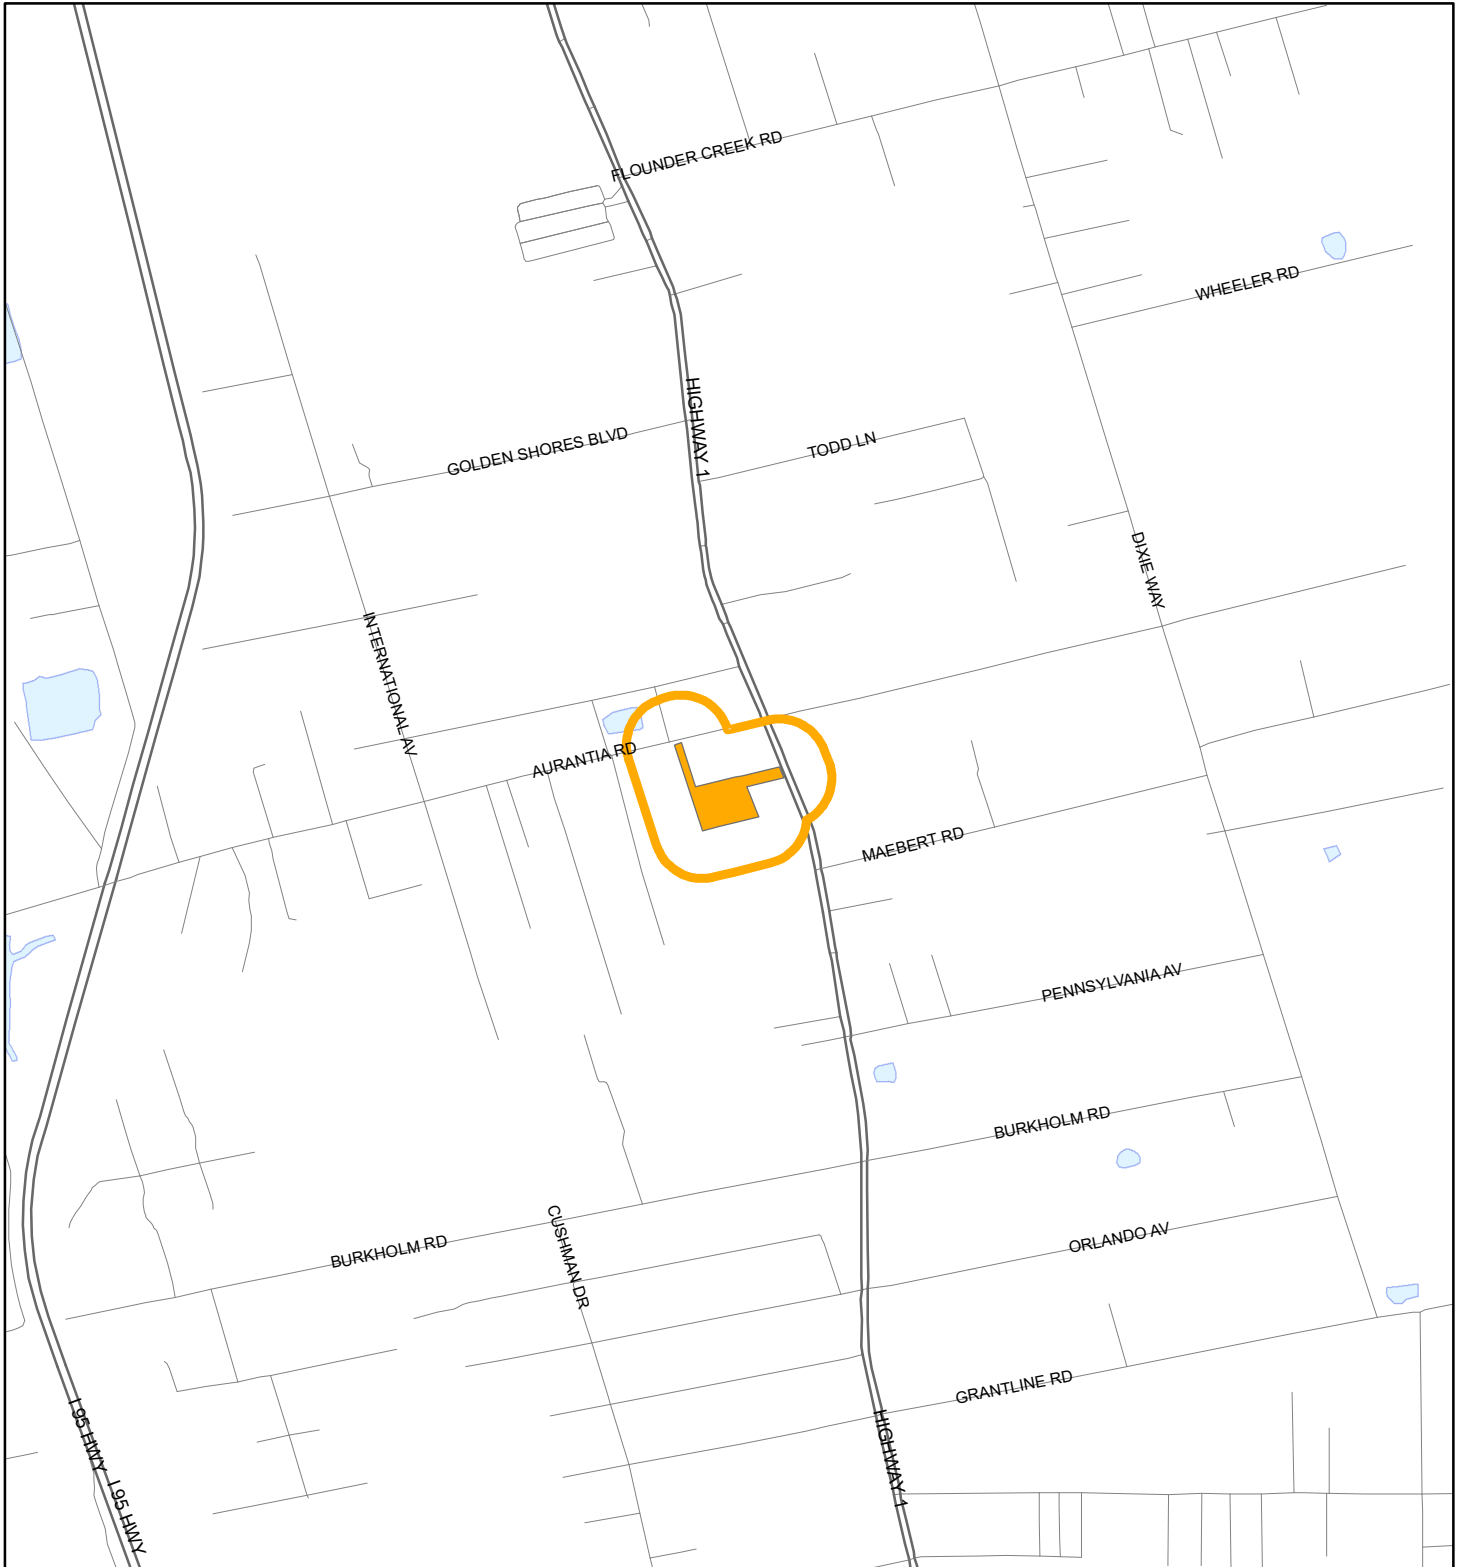 FLOUNDER CREEK RD
WHEELER RD
HIGHWAY 1
GOLDEN SHORES BLVD
TODD LN
DIXIE WAY
INTERNATIONAL AV
AURANTIA RD
MAEBERT RD
PENNSYLVANIA AV
BURKHOLM RD
BURKHOLM RD
CUSHMAN DR
ORLANDO AV
GRANTLINE RD
I 95 HWY
I 95 HWY
HIGHWAY 1